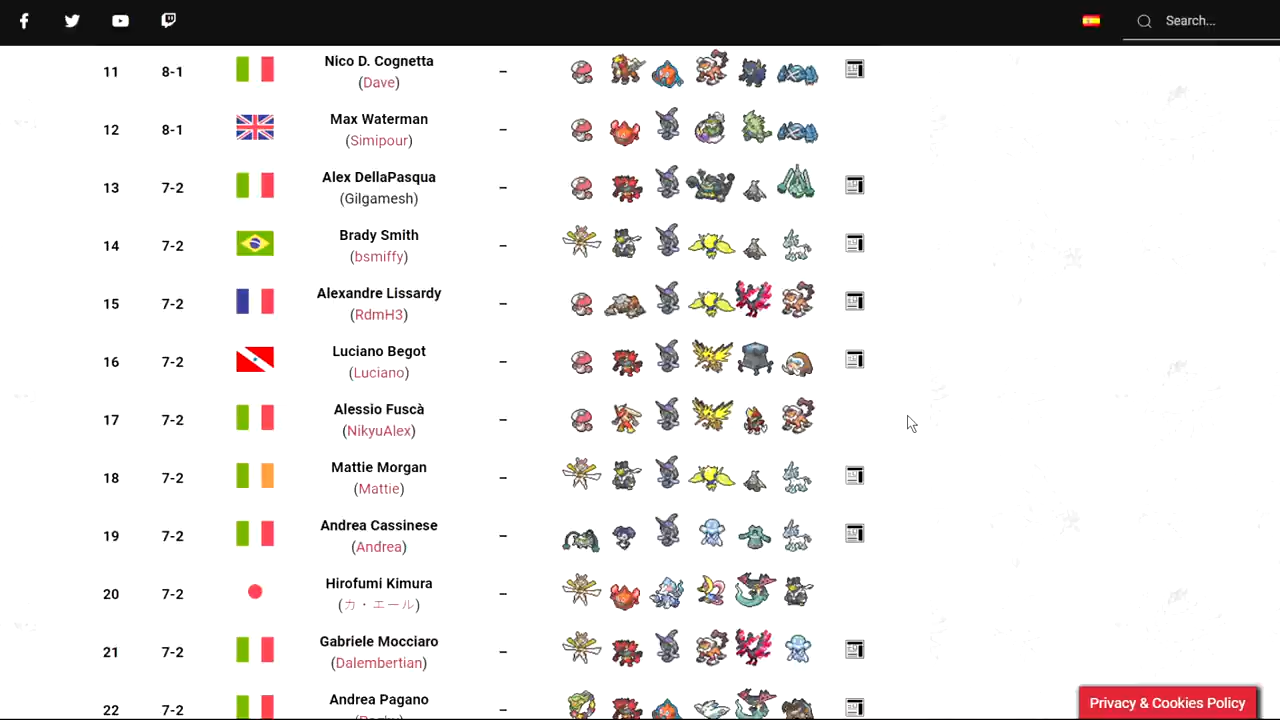 Search...
11 8-1 Nico D. Cognetta –
(Dave)
12 8-1 Max Waterman –
(Simipour)
13 7-2 Alex DellaPasqua –
(Gilgamesh)
14 7-2 Brady Smith –
(bsmiffy)
15 7-2 Alexandre Lissardy –
(RdmH3)
16 7-2 Luciano Begot –
(Luciano)
17 7-2 Alessio Fuscà –
(NikyuAlex)
18 7-2 Mattie Morgan –
(Mattie)
19 7-2 Andrea Cassinese –
(Andrea)
20 7-2 Hirofumi Kimura –
(カ・エール)
21 7-2 Gabriele Mocciaro –
(Dalembertian)
22 7-2 Andrea Pagano –
Privacy & Cookies Policy